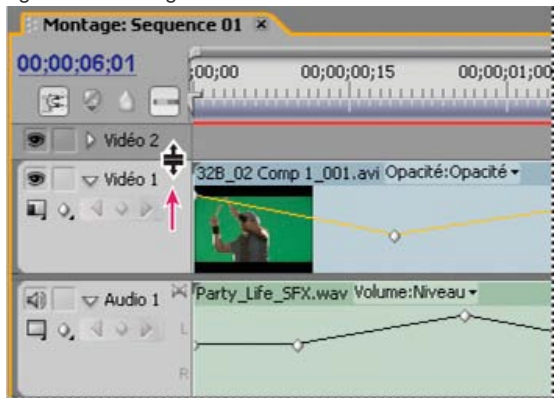 Montage: Sequence 01 ×
00;00;06;01
;00;00 00;00;00;15 00;00;01;00
Vidéo 2
Vidéo 1
32B_02 Comp 1_001.avi Opacité:Opacité
Audio 1
Party_Life_SFX.wav Volume:Niveau
L
R